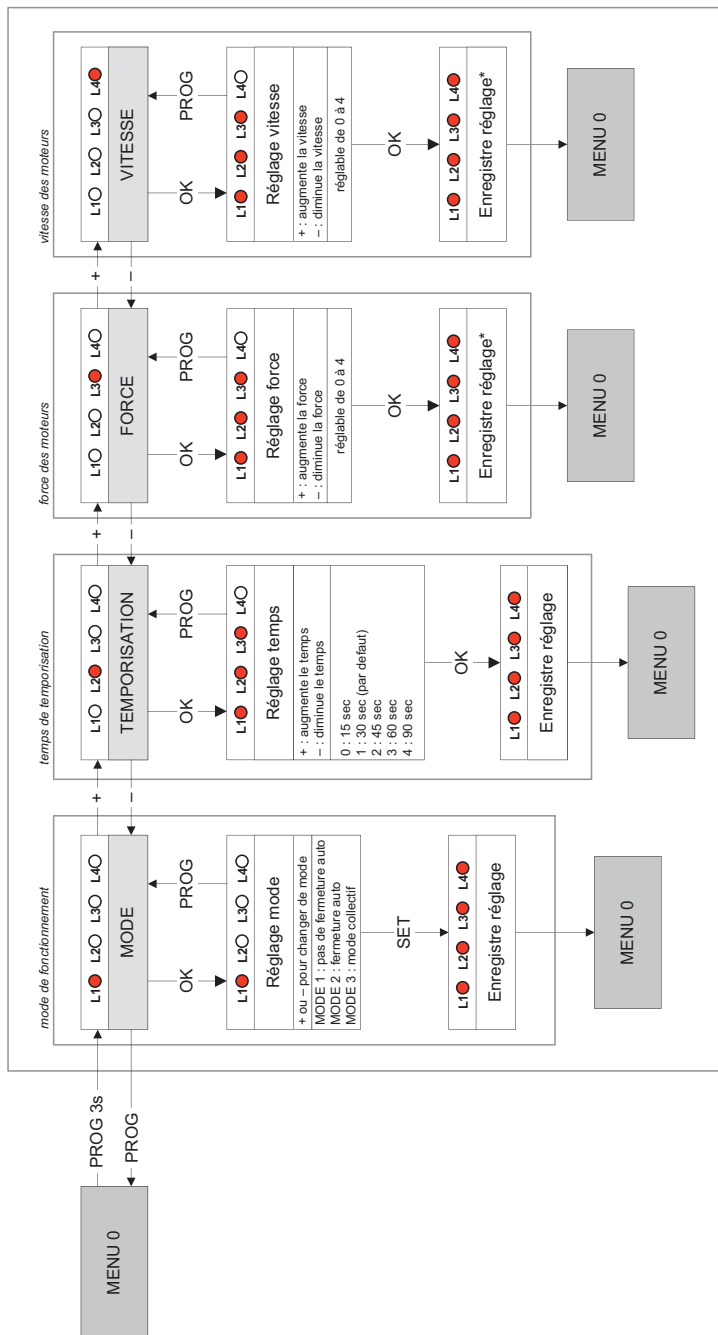 MENU 0
PROG 3s
PROG
mode de fonctionnement
L1 L2 L3 L4
MODE
OK
PROG
L1 L2 L3 L4
Réglage mode
+ ou – pour changer de mode
MODE 1 : pas de fermeture auto
MODE 2 : fermeture auto
MODE 3 : mode collectif
SET
L1 L2 L3 L4
Enregistre réglage
MENU 0
+
–
temps de temporisation
L1 L2 L3 L4
TEMPORISATION
OK
PROG
L1 L2 L3 L4
Réglage temps
+ : augmente le temps
– : diminue le temps
0 : 15 sec
1 : 30 sec (par defaut)
2 : 45 sec
3 : 60 sec
4 : 90 sec
OK
L1 L2 L3 L4
Enregistre réglage
MENU 0
+
–
force des moteurs
L1 L2 L3 L4
FORCE
OK
PROG
L1 L2 L3 L4
Réglage force
+ : augmente la force
– : diminue la force
réglable de 0 à 4
OK
L1 L2 L3 L4
Enregistre réglage*
MENU 0
+
–
vitesse des moteurs
L1 L2 L3 L4
VITESSE
OK
PROG
L1 L2 L3 L4
Réglage vitesse
+ : augmente la vitesse
– : diminue la vitesse
réglable de 0 à 4
OK
L1 L2 L3 L4
Enregistre réglage*
MENU 0